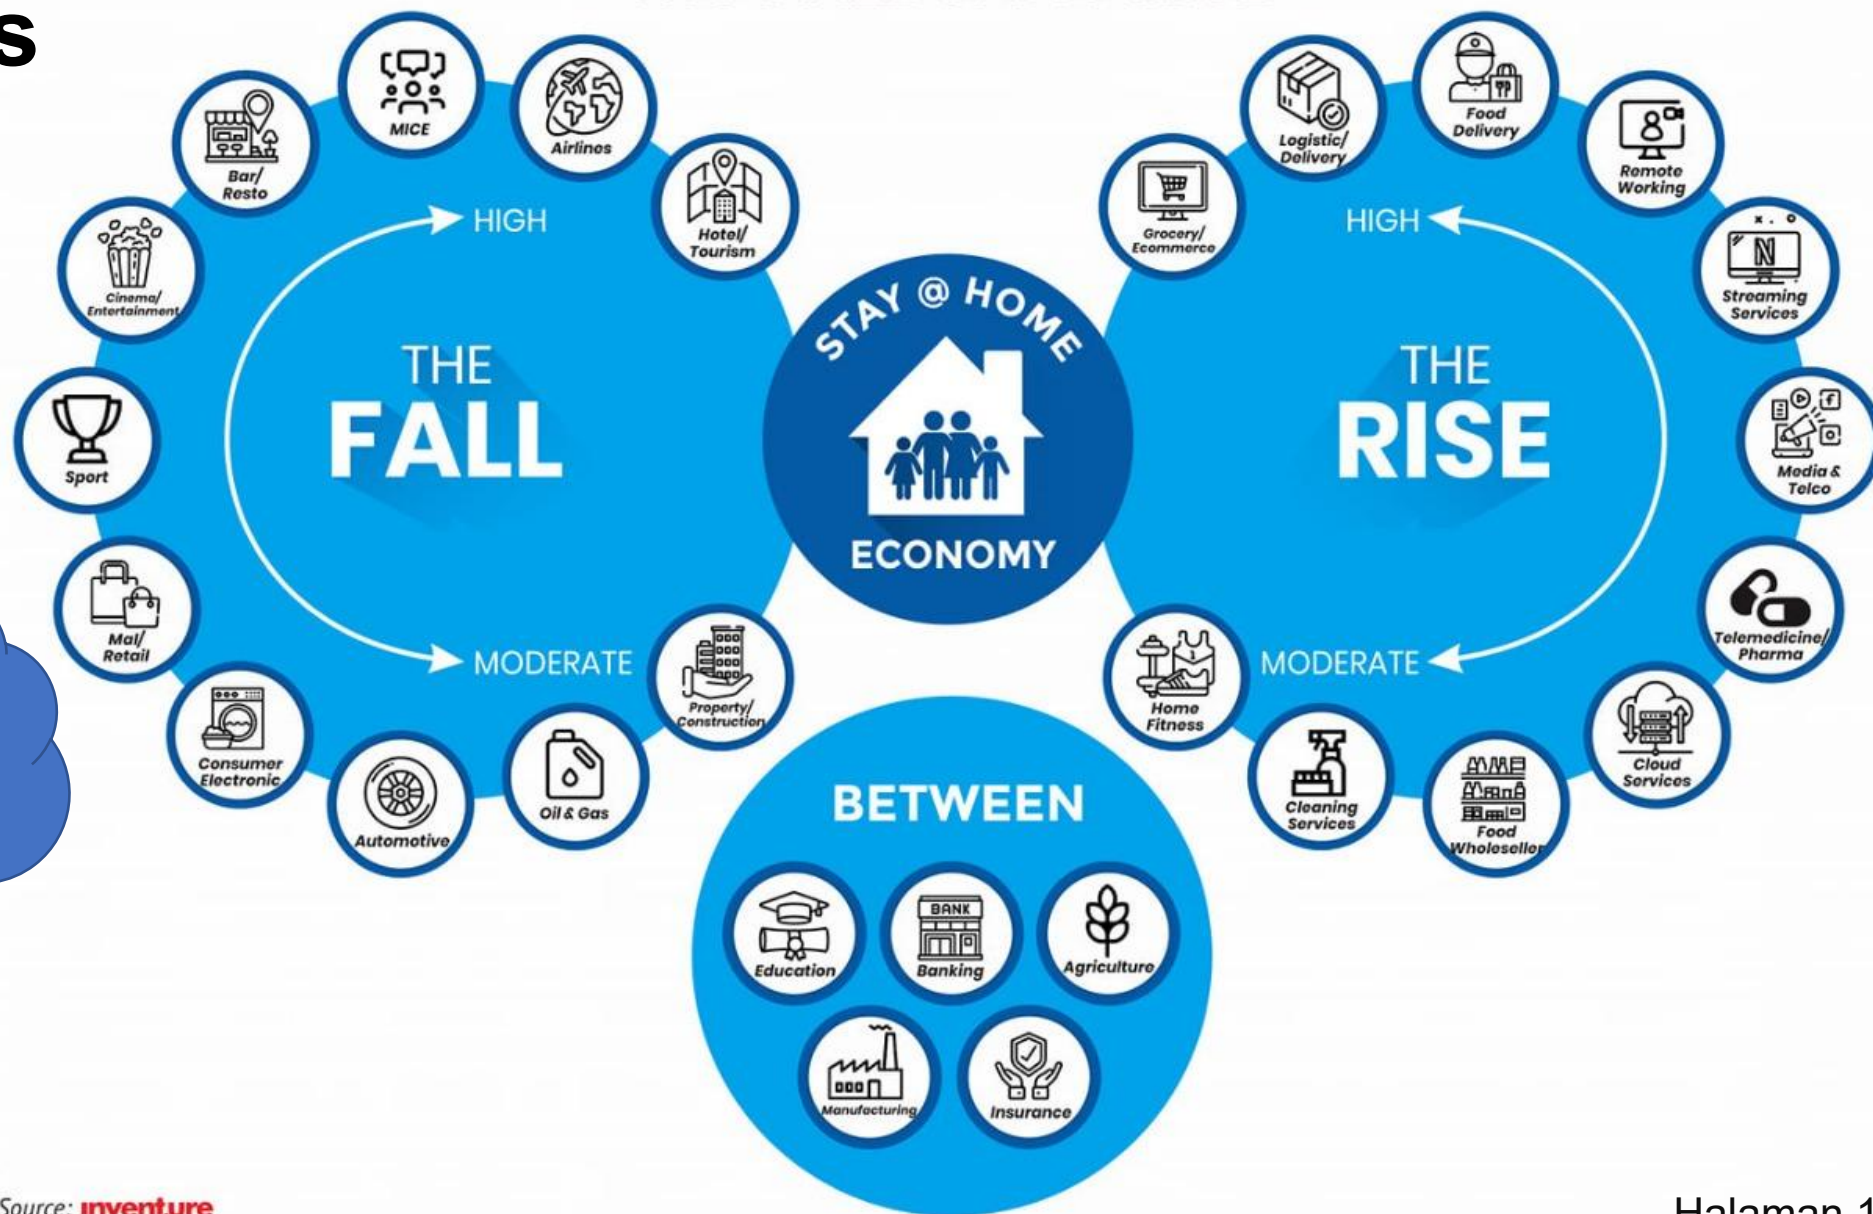 s
MICE
Airlines
Bar/
Resto
Hotel/
Tourism
Cinema/
Entertainment
HIGH
THE
FALL
Sport
Mal/
Retail
MODERATE
Consumer
Electronic
Automotive
Oil & Gas
Property/
Construction
STAY @ HOME
ECONOMY
Logistic/
Delivery
Food
Delivery
Remote
Working
Grocery/
Ecommerce
HIGH
N
Streaming
Services
THE
RISE
Media &
Telco
Telemedicine/
Pharma
MODERATE
Home
Fitness
Cleaning
Services
Food
Wholeseller
Cloud
Services
BETWEEN
Education
BANK
Banking
Agriculture
Manufacturing
Insurance
Source: inventure
Halaman 1